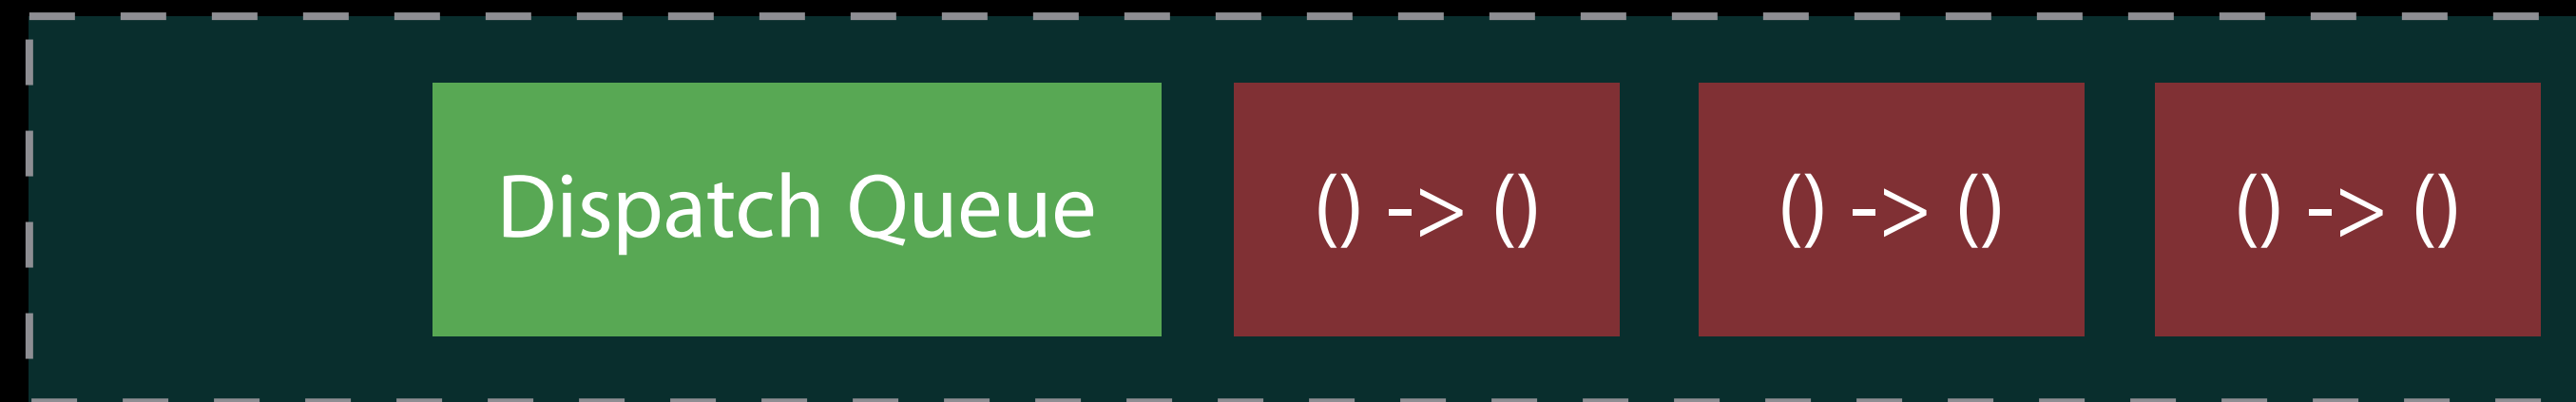 Dispatch Queue () -> () () -> () () -> ()